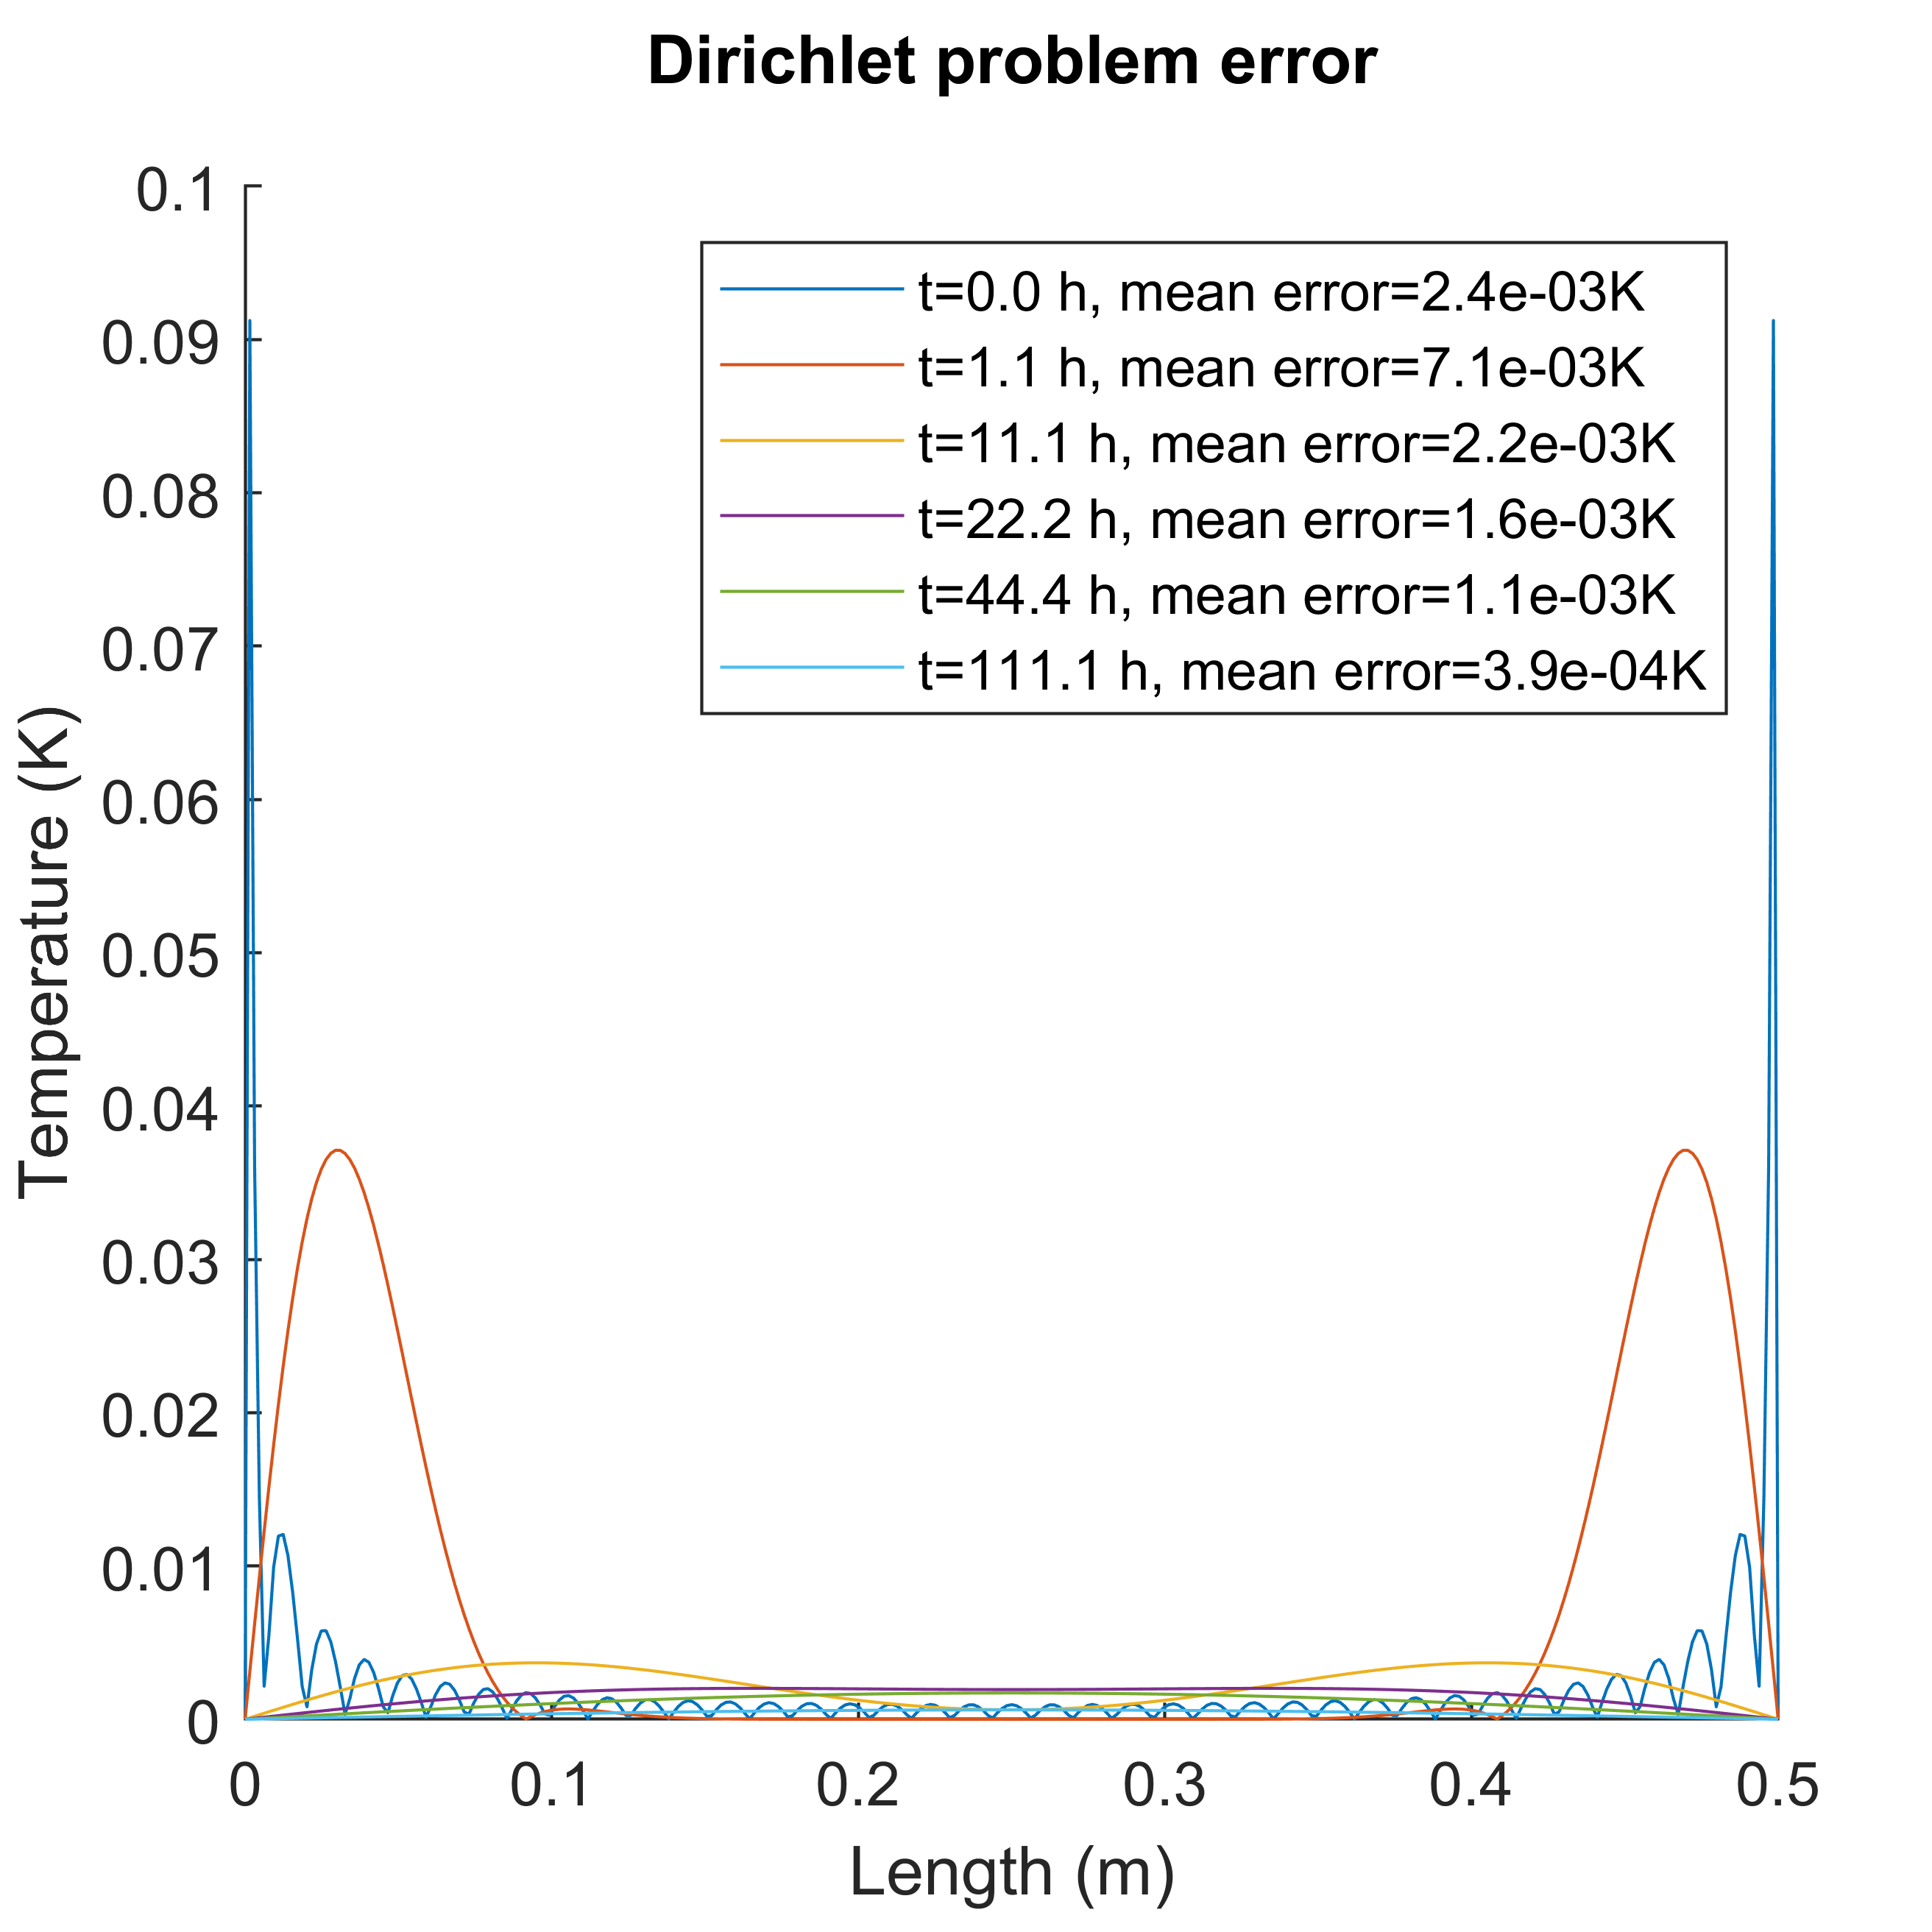 Dirichlet problem error
0.1
0.09
0.08
0.07
0.06
0.05
0.04
0.03
0.02
0.01
0
Temperature (K)
t=0.0 h, mean error=2.4e-03K
t=1.1 h, mean error=7.1e-03K
t=11.1 h, mean error=2.2e-03K
t=22.2 h, mean error=1.6e-03K
t=44.4 h, mean error=1.1e-03K
t=111.1 h, mean error=3.9e-04K
0 0.1 0.2 0.3 0.4 0.5
Length (m)